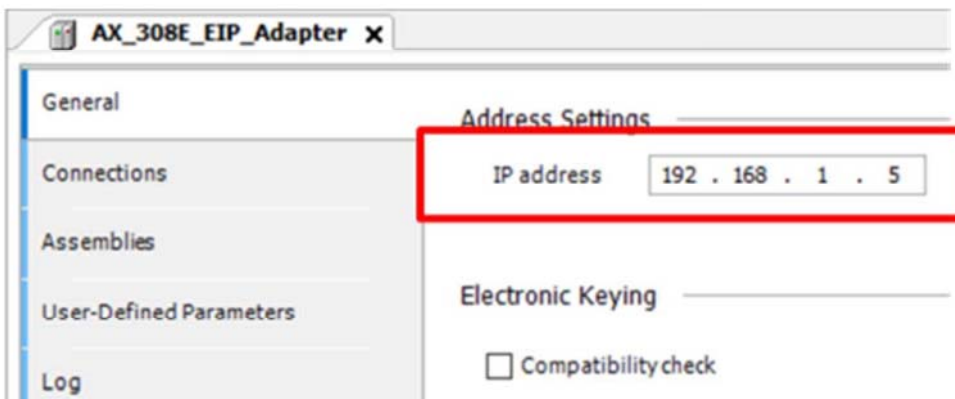 AX_308E_EIP_Adapter X
General
Address Settings
IP address 192 . 168 . 1 . 5
Connections
Assemblies
Electronic Keying
User-Defined Parameters
Compatibility check
Log